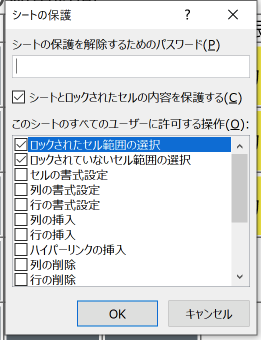 シートの保護
シートの保護を解除するためのパスワード(P)
シートとロックされたセルの内容を保護する(C)
このシートのすべてのユーザーに許可する操作(O):
ロックされたセル範囲の選択
ロックされていないセル範囲の選択
セルの書式設定
列の書式設定
行の書式設定
列の挿入
行の挿入
ハイパーリンクの挿入
列の削除
行の削除
OK
キャンセル